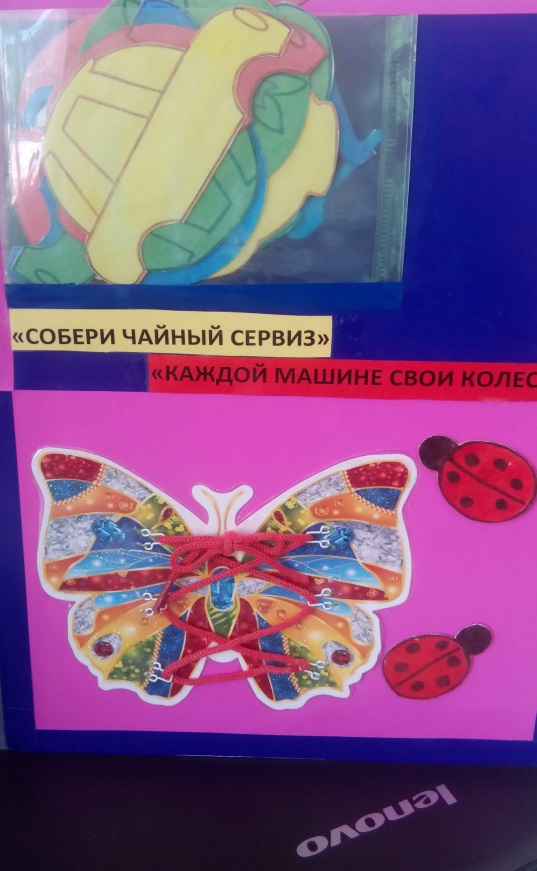 «СОБЕРИ ЧАЙНЫЙ СЕРВИЗ»
«КАЖДОЙ МАШИНЕ СВОИ КОЛЕС
lenovo